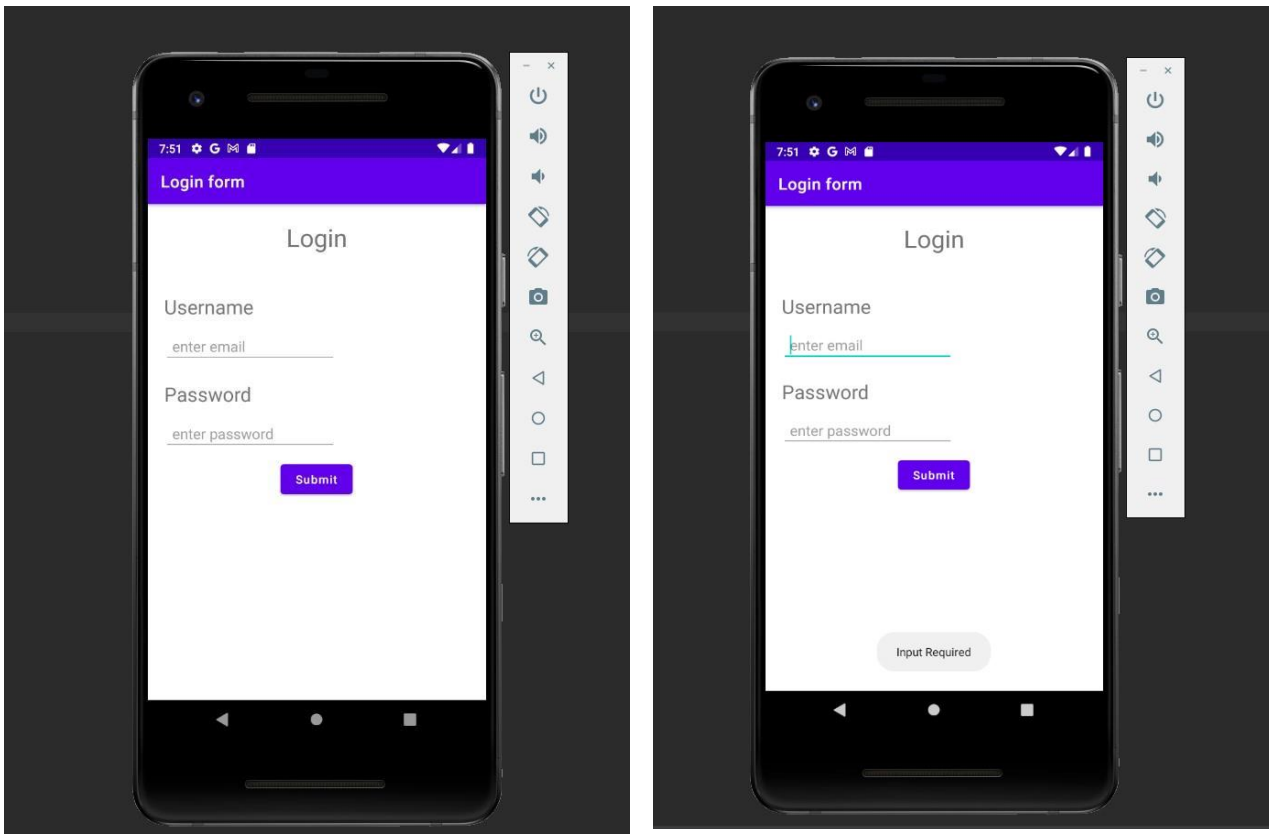 7:51 G
Login form
Login
Username
enter email
Password
enter password
Submit
7:51 G
Login form
Login
Username
enter email
Password
enter password
Submit
Input Required